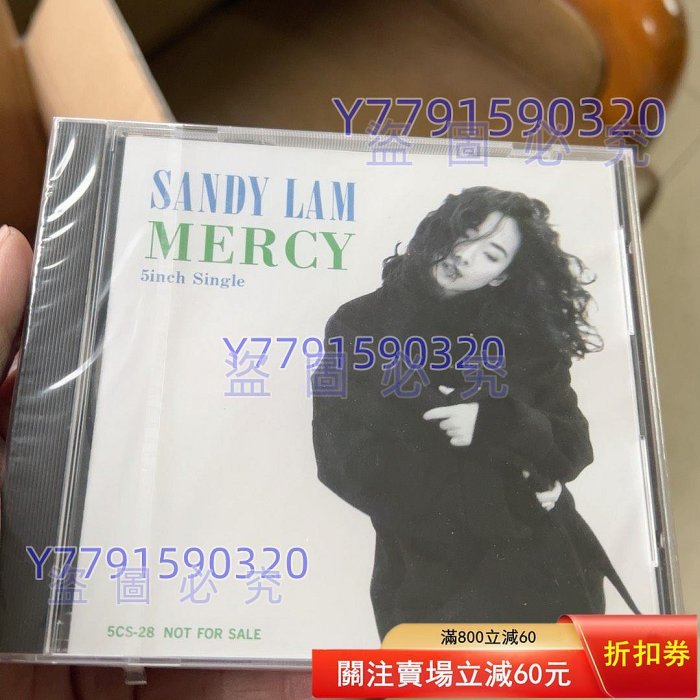 Y7791590320
盜圖必究
SANDY LAM
MERCY
5inch Single
Y7791590320
盜圖必究
Y7791590320
盜圖必究
5CS-28 NOT FOR SALE
滿800立減60
關注賣場立減60元
折扣券